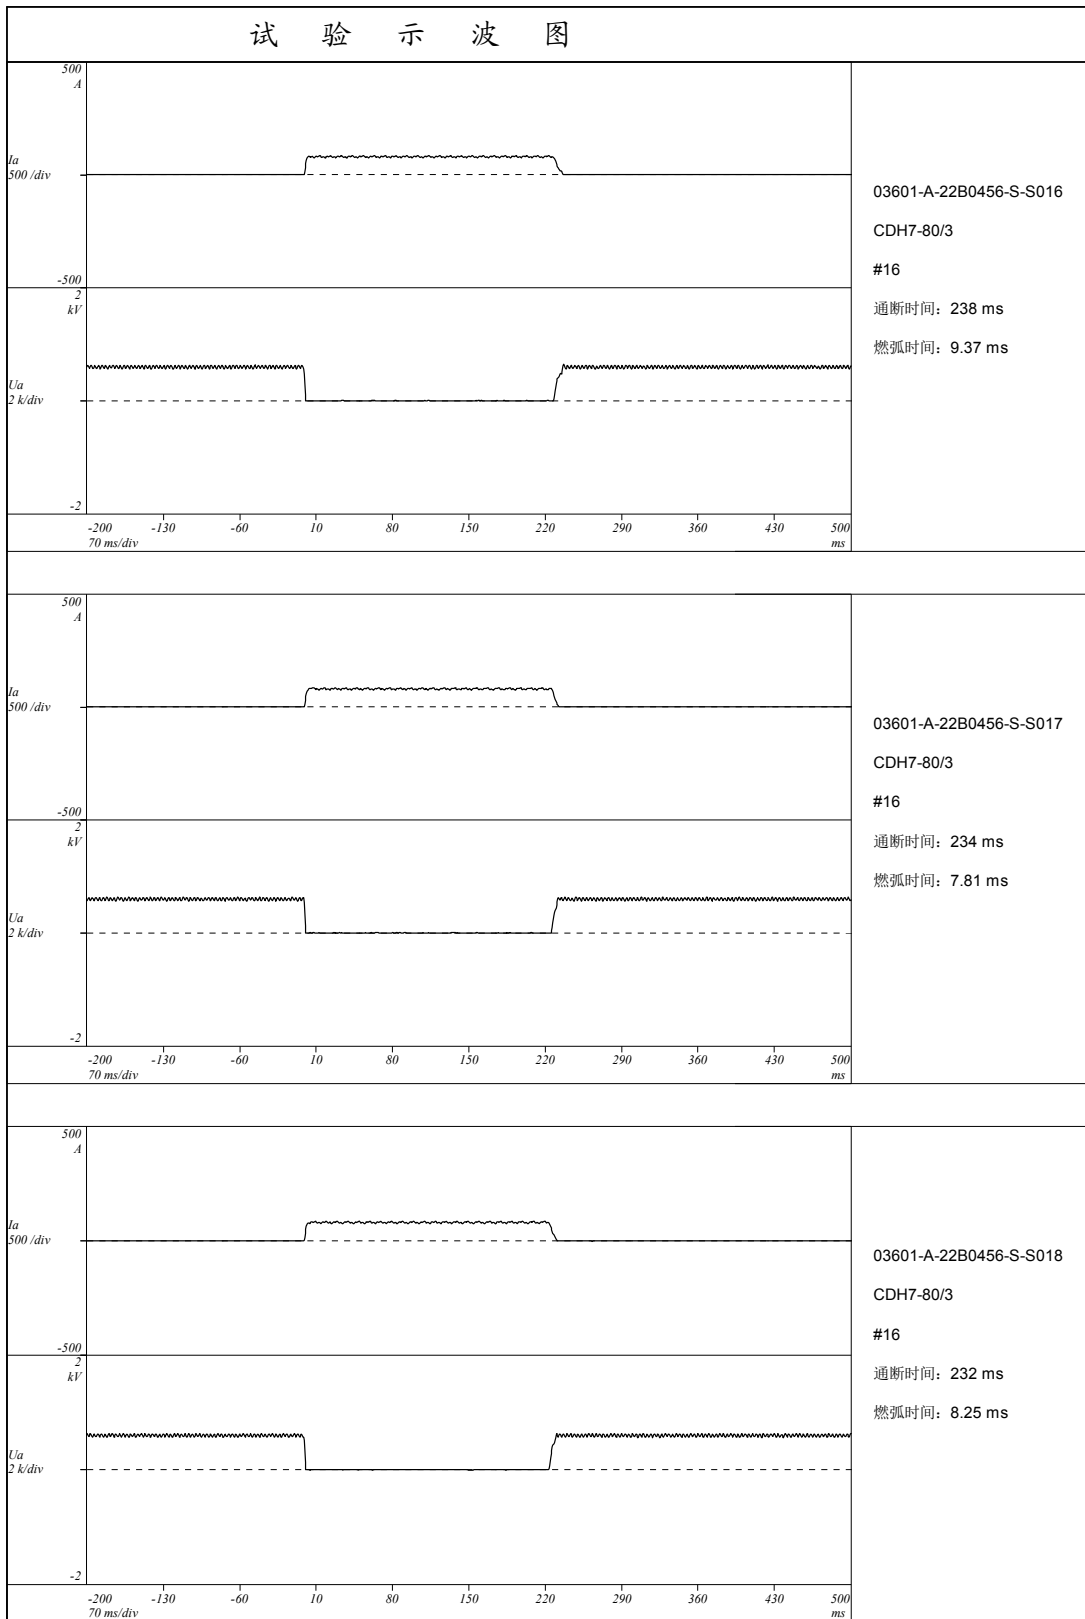 试 验 示 波 图
500
A
Ia
500 /div
-500
2
kV
Ua
2 k/div
-2
-200 -130 -60 10 80 150 220 290 360 430 500
70 ms/div ms
03601-A-22B0456-S-S016
CDH7-80/3
#16
通断时间：238 ms
燃弧时间：9.37 ms
500
A
Ia
500 /div
-500
2
kV
Ua
2 k/div
-2
-200 -130 -60 10 80 150 220 290 360 430 500
70 ms/div ms
03601-A-22B0456-S-S017
CDH7-80/3
#16
通断时间：234 ms
燃弧时间：7.81 ms
500
A
Ia
500 /div
-500
2
kV
Ua
2 k/div
-2
-200 -130 -60 10 80 150 220 290 360 430 500
70 ms/div ms
03601-A-22B0456-S-S018
CDH7-80/3
#16
通断时间：232 ms
燃弧时间：8.25 ms